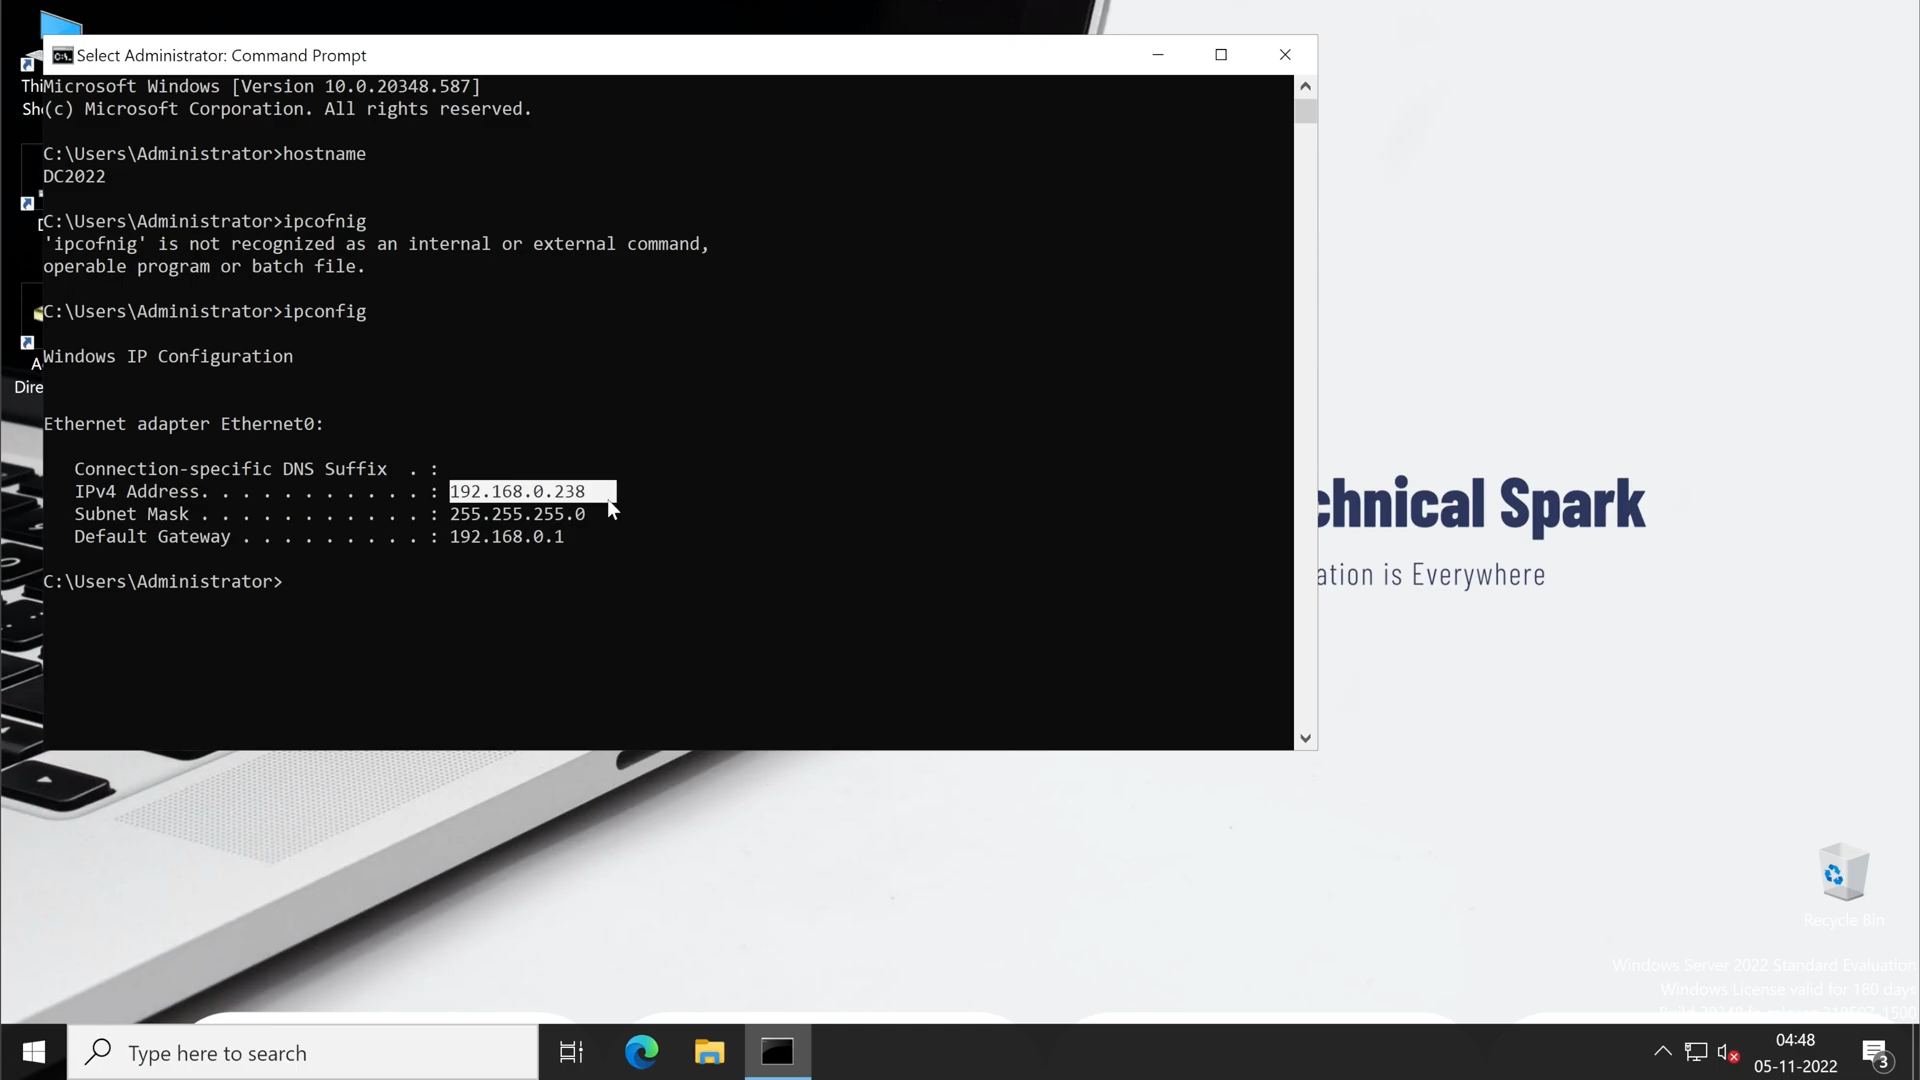 Select Administrator: Command Prompt
Microsoft Windows [Version 10.0.20348.587]
(c) Microsoft Corporation. All rights reserved.
C:\Users\Administrator>hostname
DC2022
C:\Users\Administrator>ipcofnig
'ipcofnig' is not recognized as an internal or external command,
operable program or batch file.
C:\Users\Administrator>ipconfig
Windows IP Configuration
Ethernet adapter Ethernet0:
Connection-specific DNS Suffix  . :
IPv4 Address. . . . . . . . . . . : 192.168.0.238
Subnet Mask . . . . . . . . . . . : 255.255.255.0
Default Gateway . . . . . . . . . : 192.168.0.1
C:\Users\Administrator>
Thi
Sh
Dire
chnical Spark
ation is Everywhere
Recycle Bin
Windows Server 2022 Standard Evaluation
Windows License valid for 180 days
Type here to search
04:48
05-11-2022
3